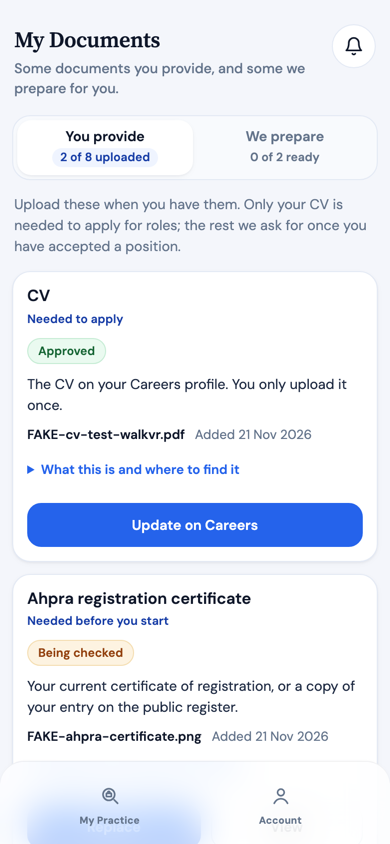 My Documents
Some documents you provide, and some we
prepare for you.
You provide
2 of 8 uploaded
We prepare
0 of 2 ready
Upload these when you have them. Only your CV is
needed to apply for roles; the rest we ask for once you
have accepted a position.
CV
Needed to apply
Approved
The CV on your Careers profile. You only upload it
once.
FAKE-cv-test-walkvr.pdf Added 21 Nov 2026
What this is and where to find it
Update on Careers
Ahpra registration certificate
Needed before you start
Being checked
Your current certificate of registration, or a copy of
your entry on the public register.
FAKE-ahpra-certificate.png Added 21 Nov 2026
My Practice
Account
Replace
View